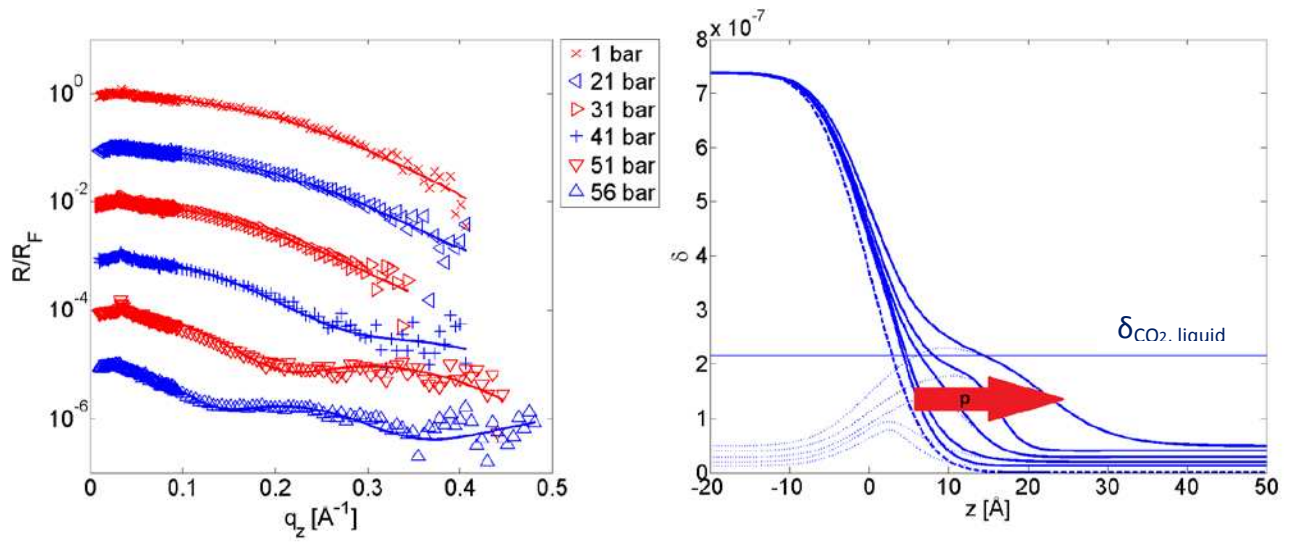 R/R_F
10^0
10^-2
10^-4
10^-6
0
0.1
0.2
0.3
0.4
0.5
q_z [Å^-1]
1 bar
21 bar
31 bar
41 bar
51 bar
56 bar
8 x 10^-7
7
6
5
4
3
2
1
0
δ
-20
-10
0
10
20
30
40
50
z [Å]
δCO2, liquid
p